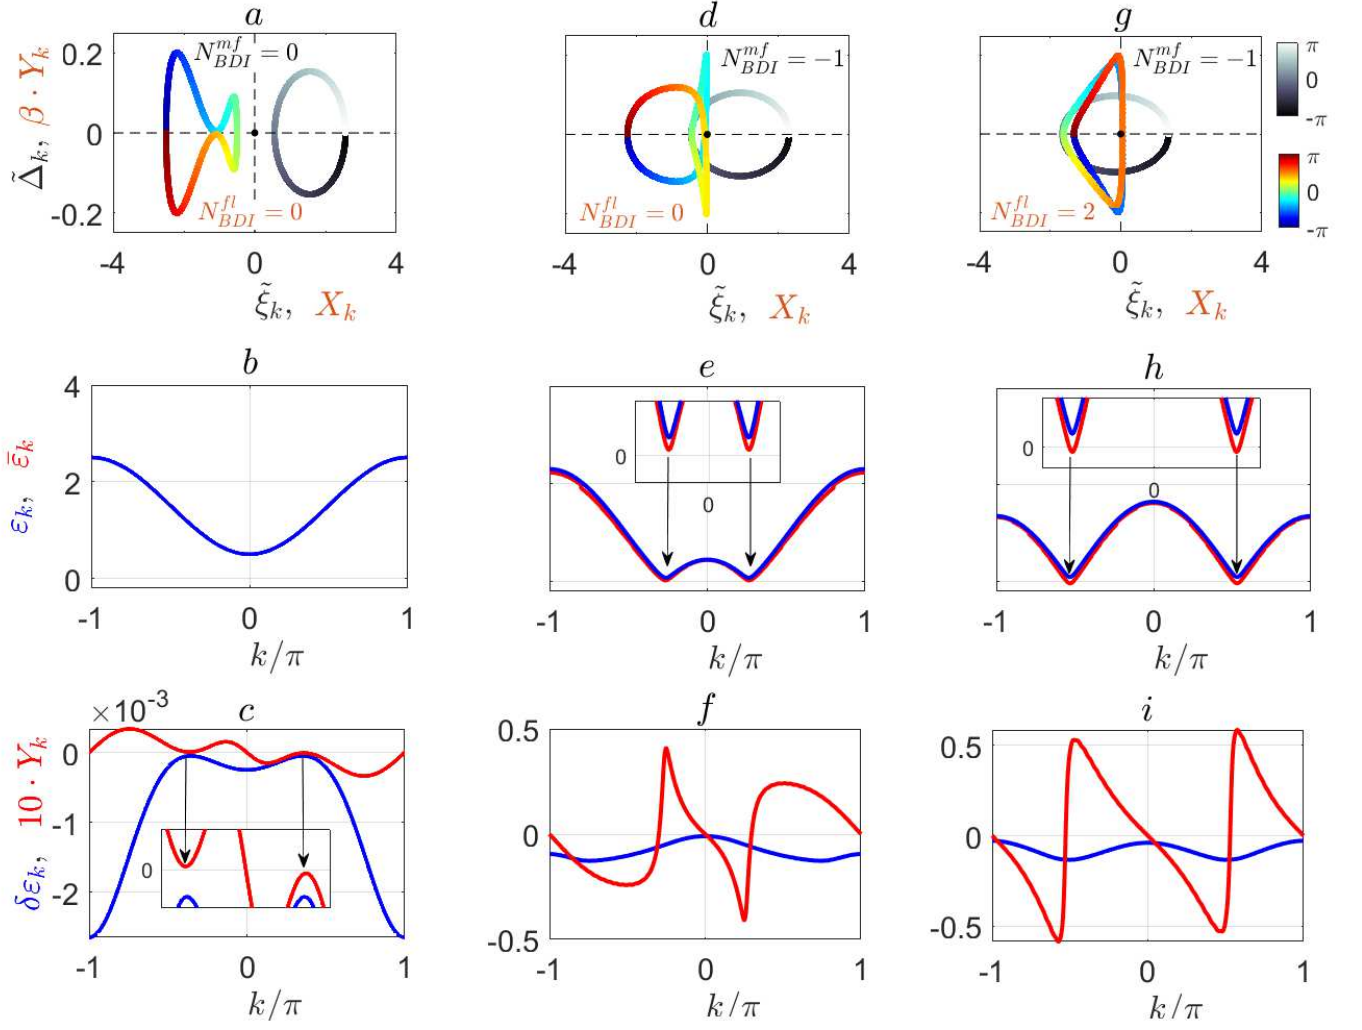 a
d
g
0.2
0
-0.2
Δ̃_k, β · Y_k
N_{BDI}^{mf} = 0
N_{BDI}^{fl} = 0
-4 0 4
ξ̃_k, X_k
N_{BDI}^{mf} = −1
N_{BDI}^{fl} = 0
-4 0 4
ξ̃_k, X_k
N_{BDI}^{mf} = −1
N_{BDI}^{fl} = 2
-4 0 4
ξ̃_k, X_k
π
0
-π
π
0
-π
b
e
h
4
2
0
ε_k, ε̄_k
-1 0 1
k/π
0
0
-1 0 1
k/π
0
0
-1 0 1
k/π
×10⁻³
c
f
i
0
-1
-2
δε_k, 10 · Y_k
0
-1 0 1
k/π
0.5
0
-0.5
-1 0 1
k/π
0.5
0
-0.5
-1 0 1
k/π